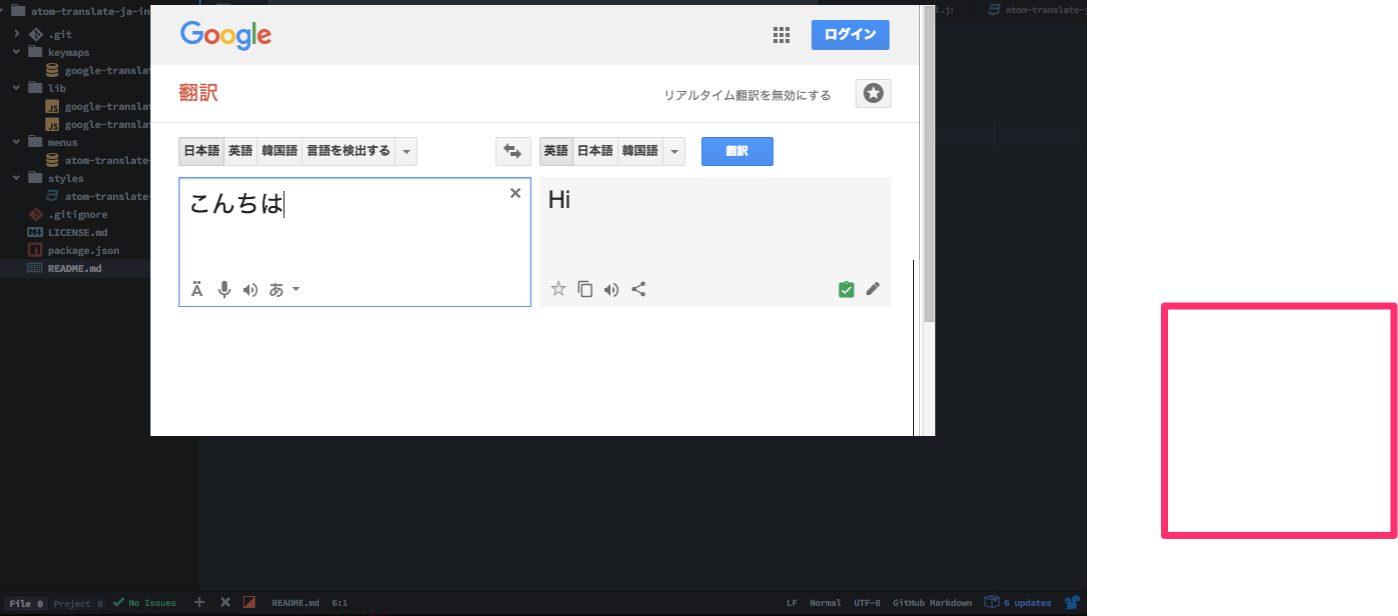 atom-translate-ja-in
.git
keymaps
google-transla
lib
google-transla
google-transla
menus
atom-translate-
styles
atom-translate-
.gitignore
LICENSE.md
package.json
README.md
l.js
atom-translate-j
Google
ログイン
翻訳
リアルタイム翻訳を無効にする
日本語 英語 韓国語 言語を検出する
英語 日本語 韓国語
翻訳
こんちは
Hi
Ä
あ
File 0 Project 0 No Issues README.md 6:1 LF Normal UTF-8 GitHub Markdown 6 updates